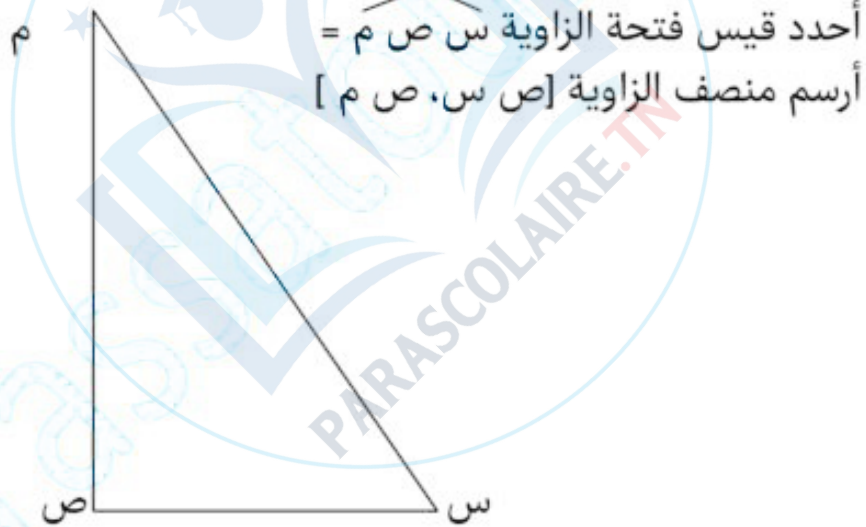 أحدد قيس فتحة الزاوية س ص م =
أرسم منصف الزاوية [ص س، ص م ]
م
PARASCOLAIRE.TN
ص
س